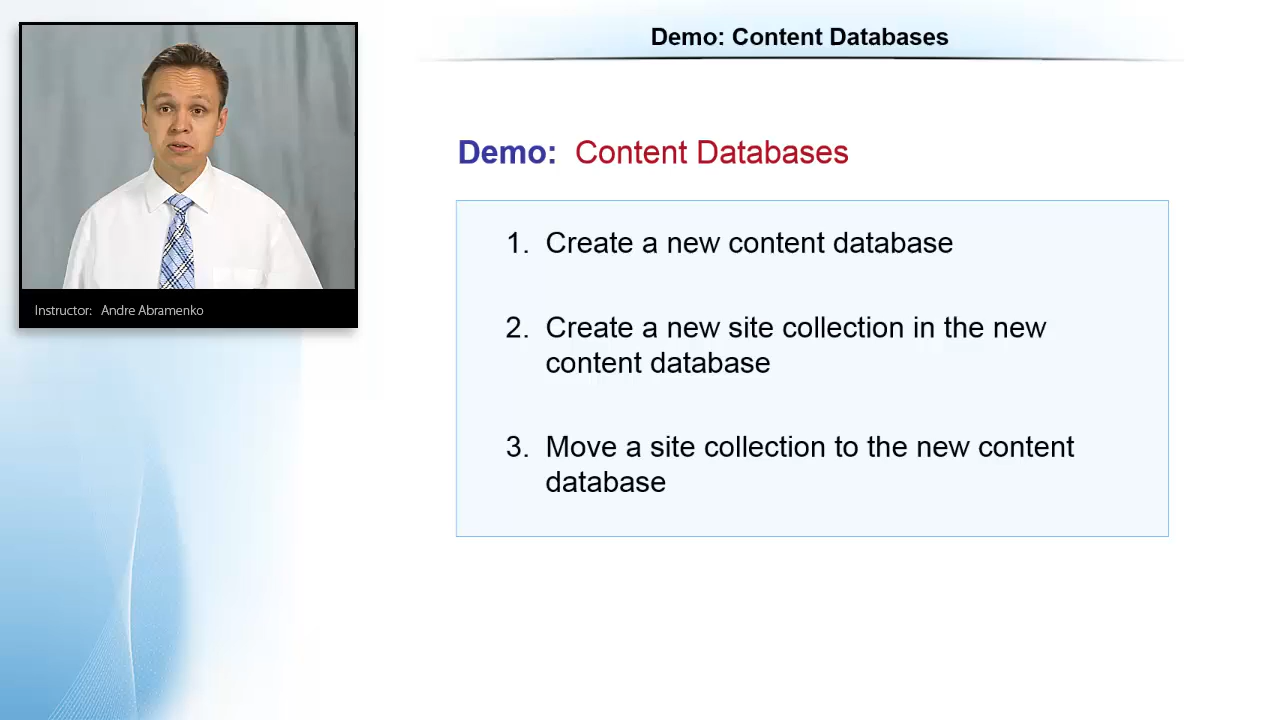 Demo: Content Databases
Demo: Content Databases
1. Create a new content database
2. Create a new site collection in the new
content database
3. Move a site collection to the new content
database
Instructor: Andre Abramenko